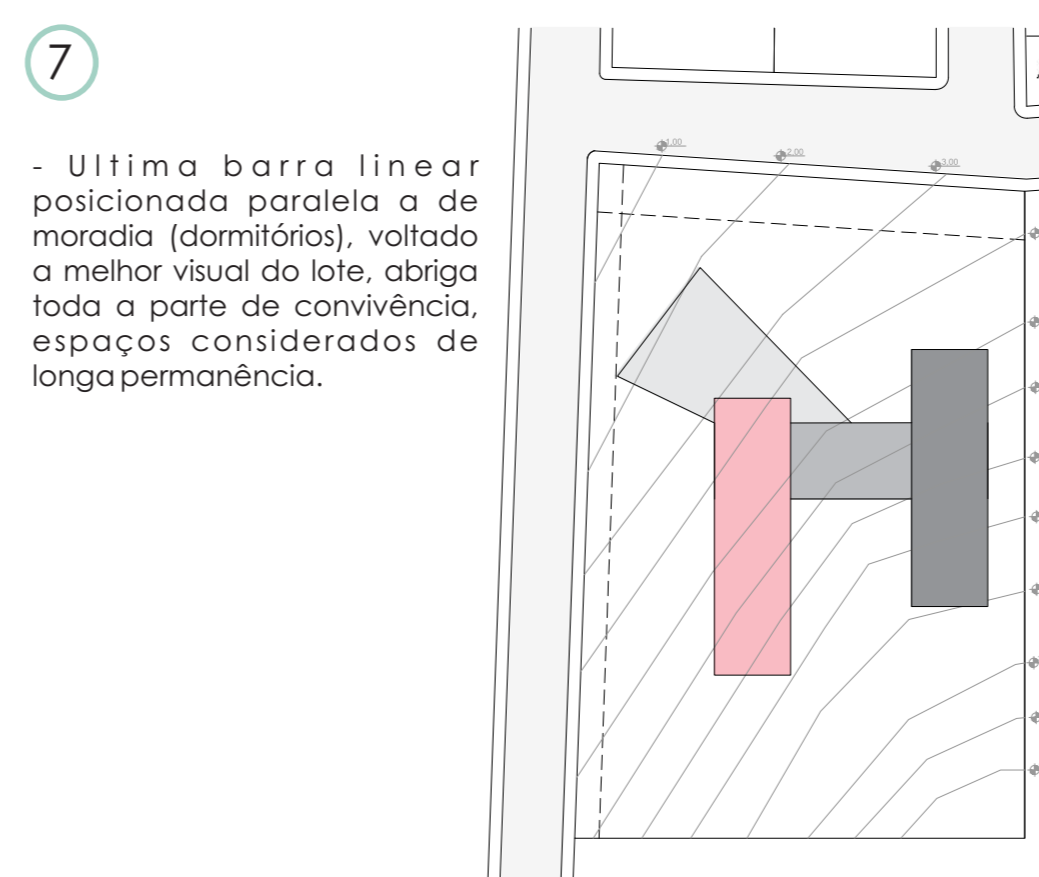 7
- Ultima barra linear
posicionada paralela a de
moradia (dormitórios), voltado
a melhor visual do lote, abriga
toda a parte de convivência,
espaços considerados de
longa permanência.
1.00
2.00
3.00